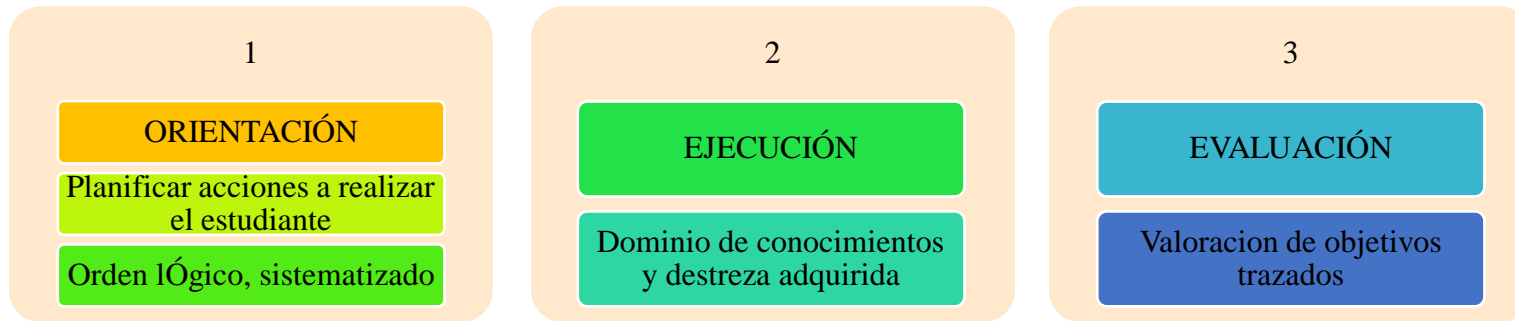 1
ORIENTACIÓN
Planificar acciones a realizar
el estudiante
Orden lÓgico, sistematizado
2
EJECUCIÓN
Dominio de conocimientos
y destreza adquirida
3
EVALUACIÓN
Valoracion de objetivos
trazados